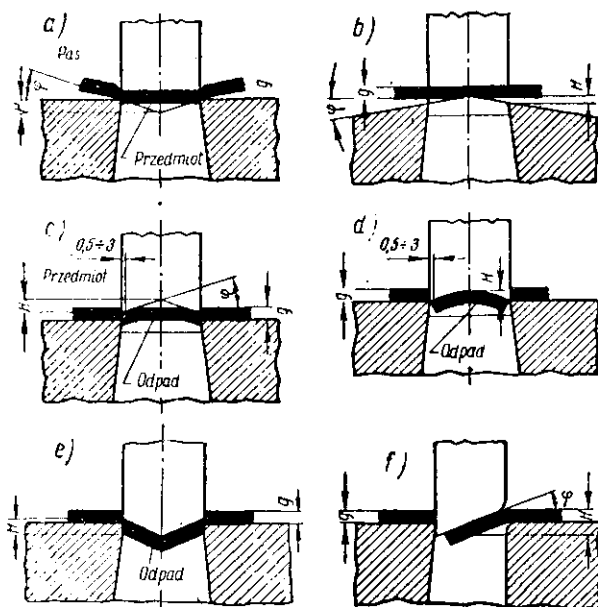 a)
Pas
φ
H
g
Przedmiot
b)
φ
g
H
c)
0,5÷3
Przedmiot
H
φ
g
Odpad
d)
0,5÷3
g
H
Odpad
e)
H
g
Odpad
f)
g
φ
H